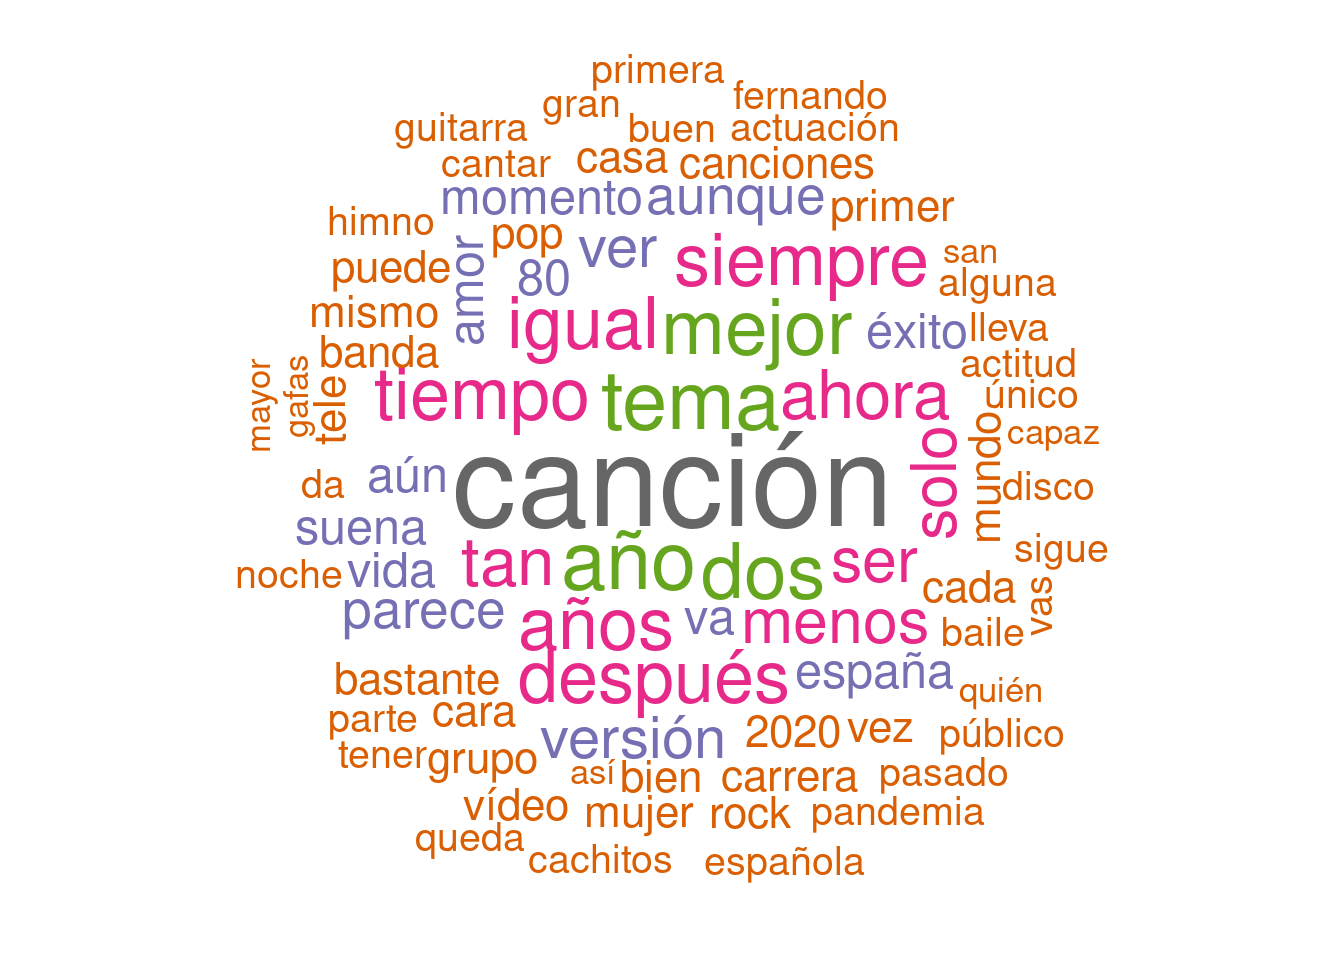 primera
gran
fernando
guitarra
buen
actuación
cantar
casa
canciones
momento
aunque
primer
himno
pop
ver
siempre
san
puede
amor
80
alguna
mismo
igual
mejor
éxito
lleva
banda
actitud
mayor
gafas
tele
tiempo
tema
ahora
único
canción
solo
mundo
capaz
da
aún
disco
suena
noche
vida
tan
año
dos
ser
sigue
cada
vas
parece
años
va
menos
baile
bastante
después
españa
quién
parte
cara
versión
2020
vez
público
tener
grupo
así
bien
carrera
pasado
vídeo
mujer
rock
pandemia
queda
cachitos
española